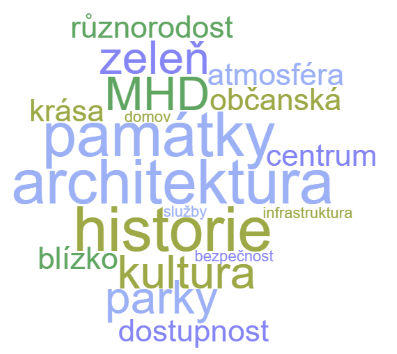 různorodost
zeleň
atmosféra
MHD
občanská
krása
domov
památky
centrum
architektura
služby
infrastruktura
historie
blízko
bezpečnost
kultura
parky
dostupnost